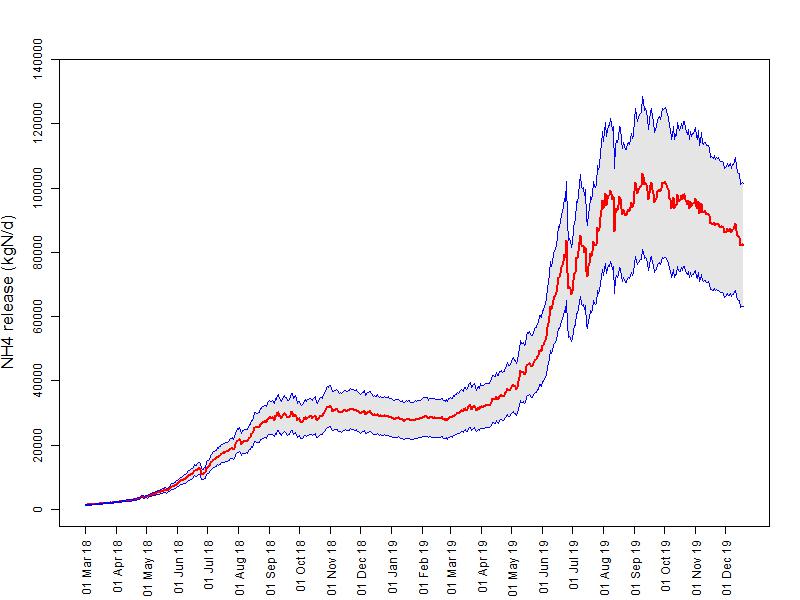 NH4 release (kgN/d)
140000
120000
100000
80000
60000
40000
20000
0
01 Mar 18
01 Apr 18
01 May 18
01 Jun 18
01 Jul 18
01 Aug 18
01 Sep 18
01 Oct 18
01 Nov 18
01 Dec 18
01 Jan 19
01 Feb 19
01 Mar 19
01 Apr 19
01 May 19
01 Jun 19
01 Jul 19
01 Aug 19
01 Sep 19
01 Oct 19
01 Nov 19
01 Dec 19